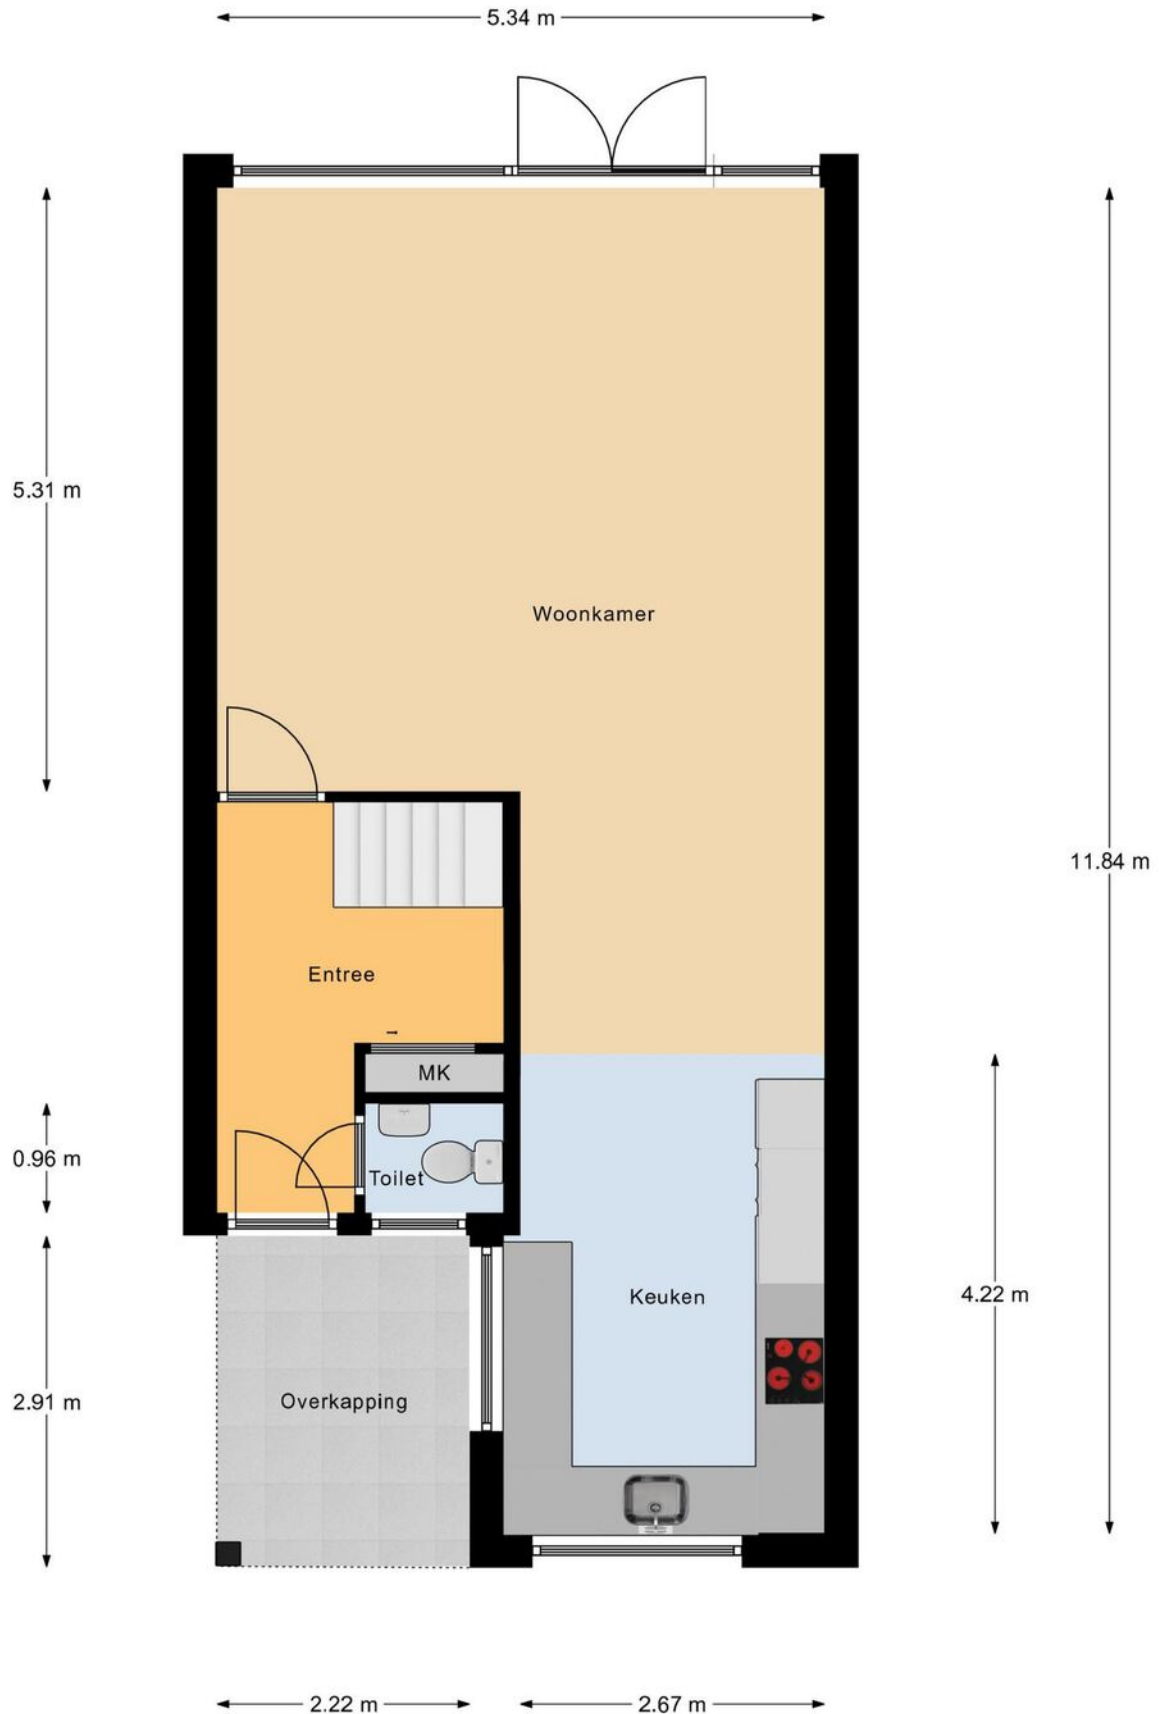 5.34 m
5.31 m
Woonkamer
11.84 m
Entree
MK
0.96 m
Toilet
4.22 m
Keuken
2.91 m
Overkapping
2.22 m
2.67 m